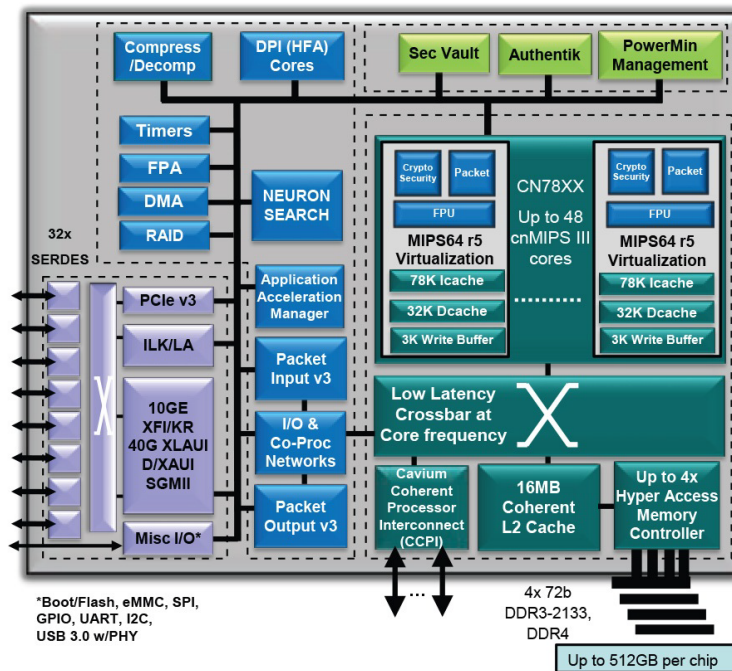 Compress
/Decomp
DPI (HFA)
Cores
Sec Vault
Authentik
PowerMin
Management
Timers
FPA
DMA
RAID
NEURON
SEARCH
32x
SERDES
PCIe v3
ILK/LA
10GE
XFI/KR
40G XLAUI
D/XAUI
SGMII
Misc I/O*
Application
Acceleration
Manager
Packet
Input v3
I/O &
Co-Proc
Networks
Packet
Output v3
Crypto
Security
Packet
FPU
MIPS64 r5
Virtualization
78K Icache
32K Dcache
3K Write Buffer
CN78XX
Up to 48
cnMIPS III
cores
..........
Crypto
Security
Packet
FPU
MIPS64 r5
Virtualization
78K Icache
32K Dcache
3K Write Buffer
Low Latency
Crossbar at
Core frequency
Cavium
Coherent
Processor
Interconnect
(CCPI)
16MB
Coherent
L2 Cache
Up to 4x
Hyper Access
Memory
Controller
...
*Boot/Flash, eMMC, SPI,
GPIO, UART, I2C,
USB 3.0 w/PHY
4x 72b
DDR3-2133,
DDR4
Up to 512GB per chip